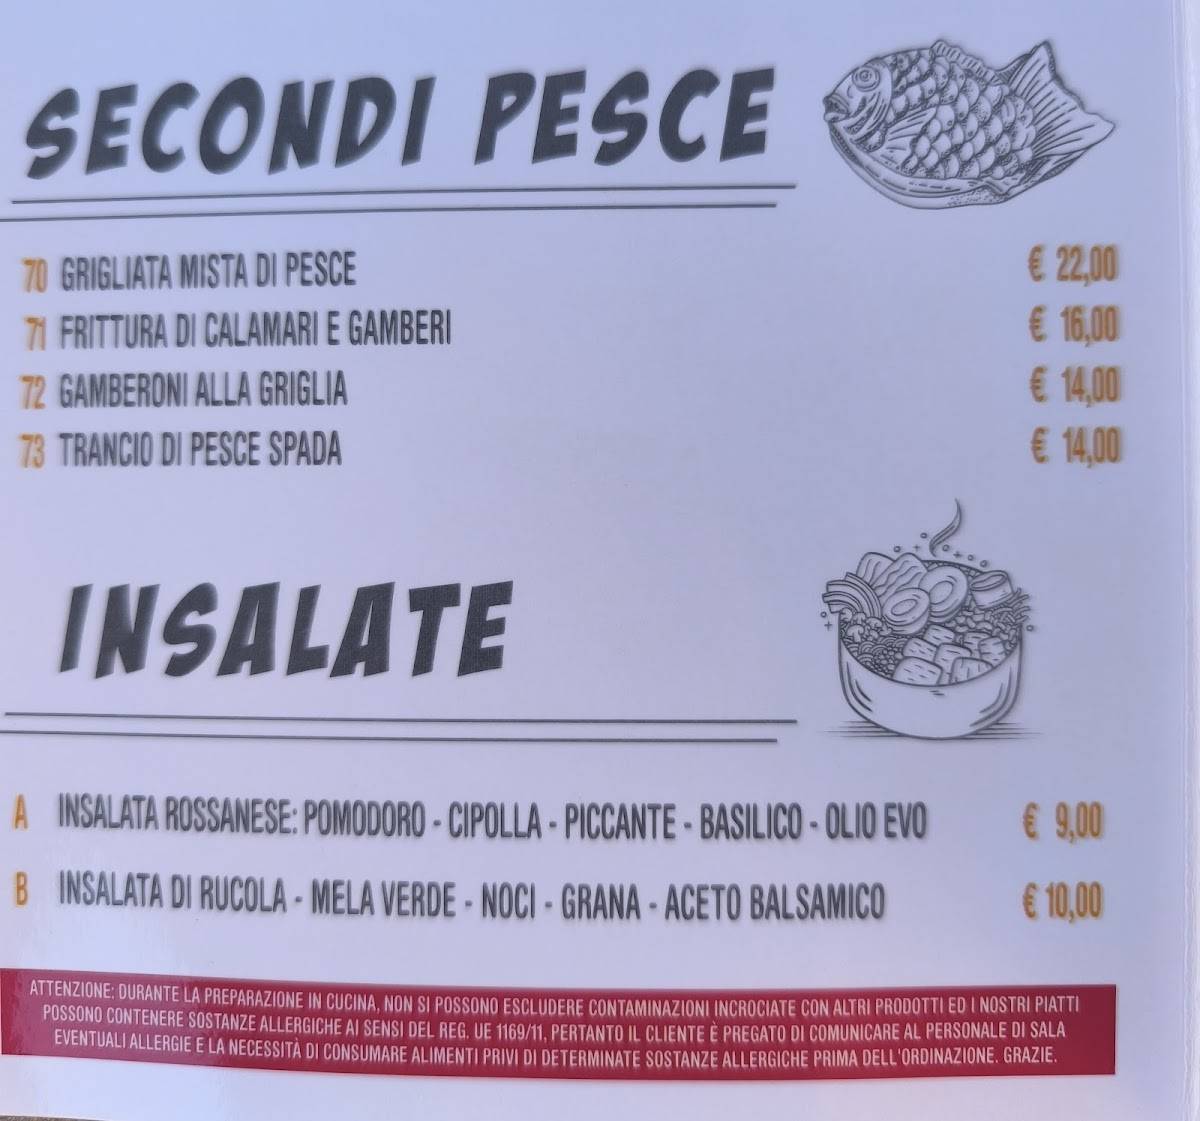 SECONDI PESCE
70 GRIGLIATA MISTA DI PESCE € 22,00
71 FRITTURA DI CALAMARI E GAMBERI € 16,00
72 GAMBERONI ALLA GRIGLIA € 14,00
73 TRANCIO DI PESCE SPADA € 14,00
INSALATE
A INSALATA ROSSANESE: POMODORO - CIPOLLA - PICCANTE - BASILICO - OLIO EVO € 9,00
B INSALATA DI RUCOLA - MELA VERDE - NOCI - GRANA - ACETO BALSAMICO € 10,00
ATTENZIONE: DURANTE LA PREPARAZIONE IN CUCINA, NON SI POSSONO ESCLUDERE CONTAMINAZIONI INCROCIATE CON ALTRI PRODOTTI ED I NOSTRI PIATTI
POSSONO CONTENERE SOSTANZE ALLERGICHE AI SENSI DEL REG. UE 1169/11, PERTANTO IL CLIENTE È PREGATO DI COMUNICARE AL PERSONALE DI SALA
EVENTUALI ALLERGIE E LA NECESSITÀ DI CONSUMARE ALIMENTI PRIVI DI DETERMINATE SOSTANZE ALLERGICHE PRIMA DELL'ORDINAZIONE. GRAZIE.